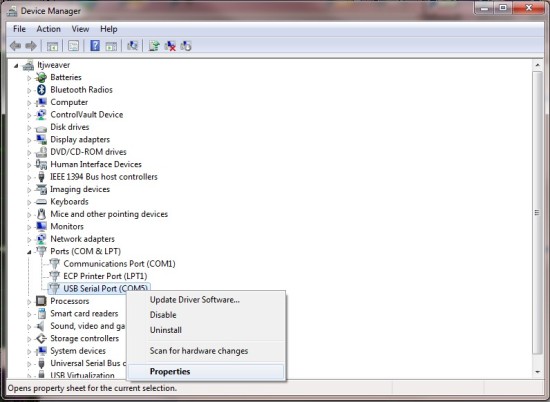 Device Manager
File Action View Help
ltjweaver
Batteries
Bluetooth Radios
Computer
ControlVault Device
Disk drives
Display adapters
DVD/CD-ROM drives
Human Interface Devices
IEEE 1394 Bus host controllers
Imaging devices
Keyboards
Mice and other pointing devices
Monitors
Network adapters
Ports (COM & LPT)
Communications Port (COM1)
ECP Printer Port (LPT1)
USB Serial Port (COM5)
Processors
Smart card readers
Sound, video and ga
Storage controllers
System devices
Universal Serial Bus c
USB Virtualization
Update Driver Software...
Disable
Uninstall
Scan for hardware changes
Properties
Opens property sheet for the current selection.